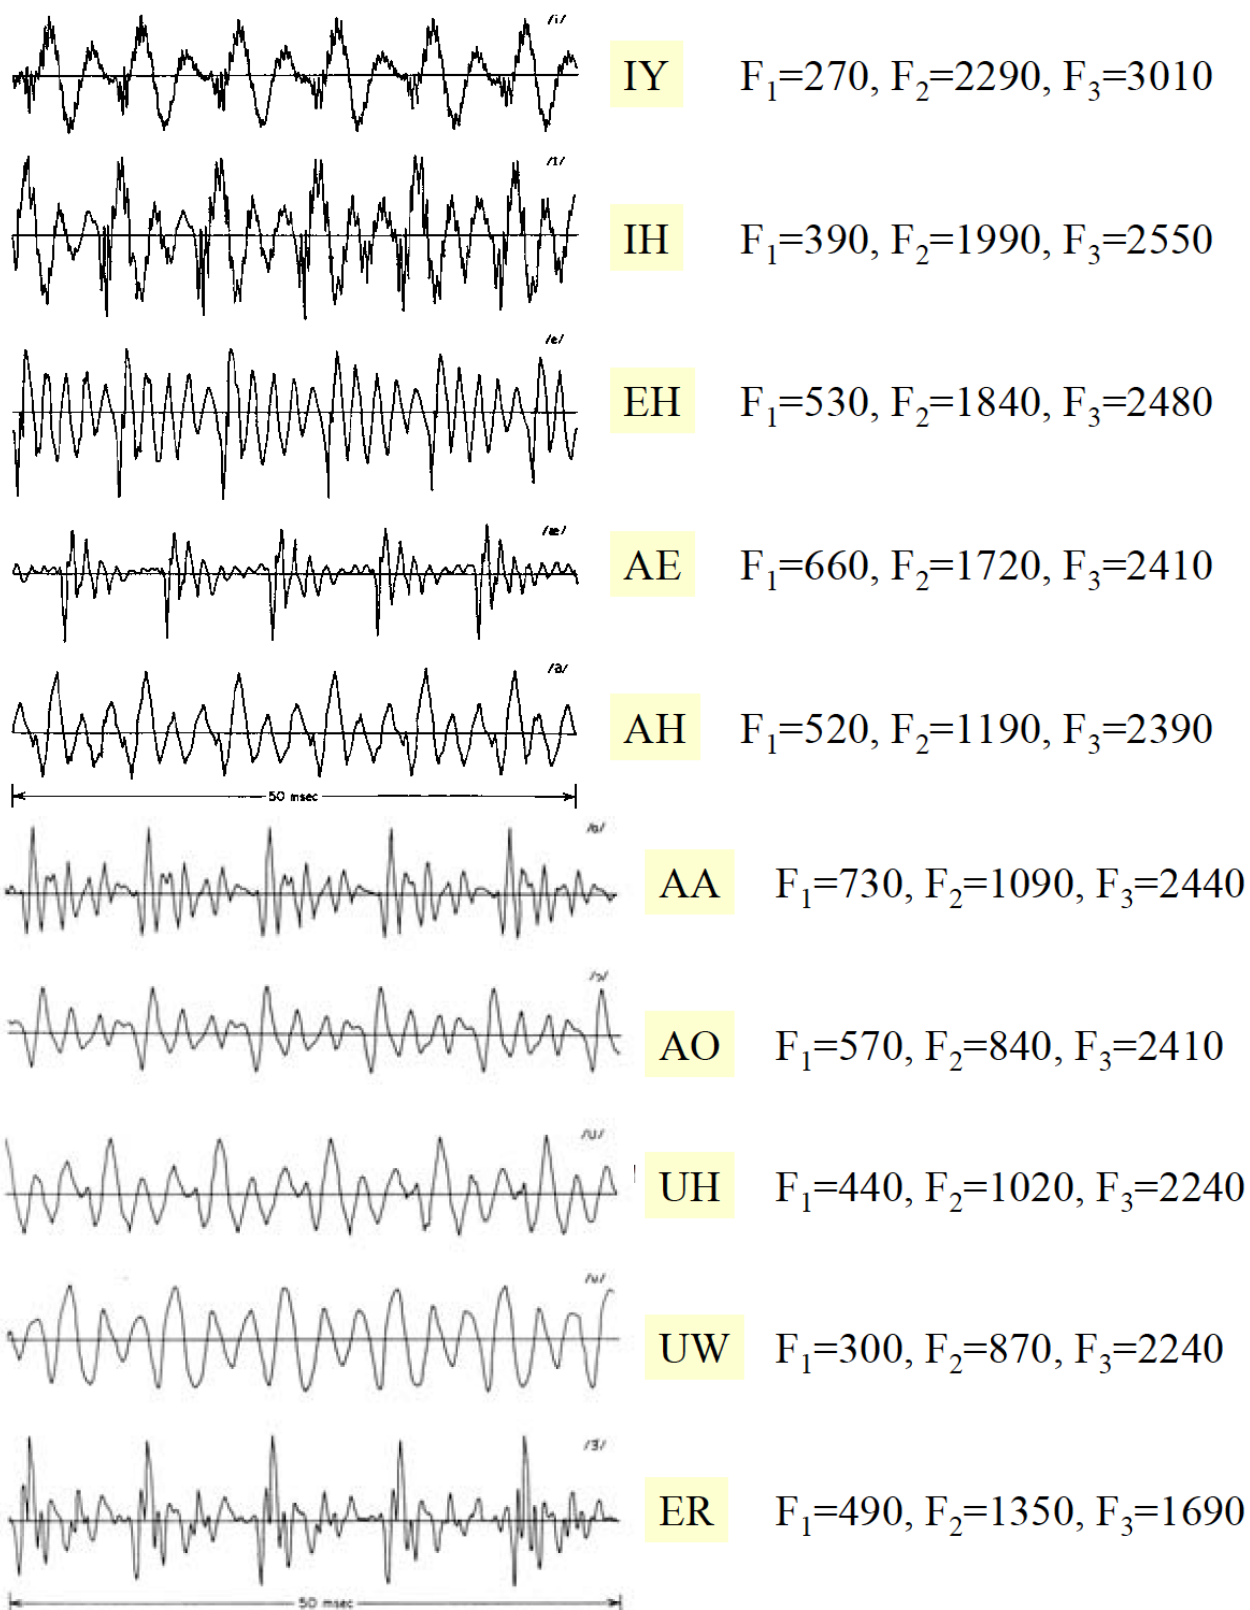 /i/
IY F₁=270, F₂=2290, F₃=3010
/ɪ/
IH F₁=390, F₂=1990, F₃=2550
/e/
EH F₁=530, F₂=1840, F₃=2480
/æ/
AE F₁=660, F₂=1720, F₃=2410
/a/
AH F₁=520, F₂=1190, F₃=2390
50 msec
/a/
AA F₁=730, F₂=1090, F₃=2440
/ɔ/
AO F₁=570, F₂=840, F₃=2410
/U/
UH F₁=440, F₂=1020, F₃=2240
/u/
UW F₁=300, F₂=870, F₃=2240
/ɜ/
ER F₁=490, F₂=1350, F₃=1690
50 msec